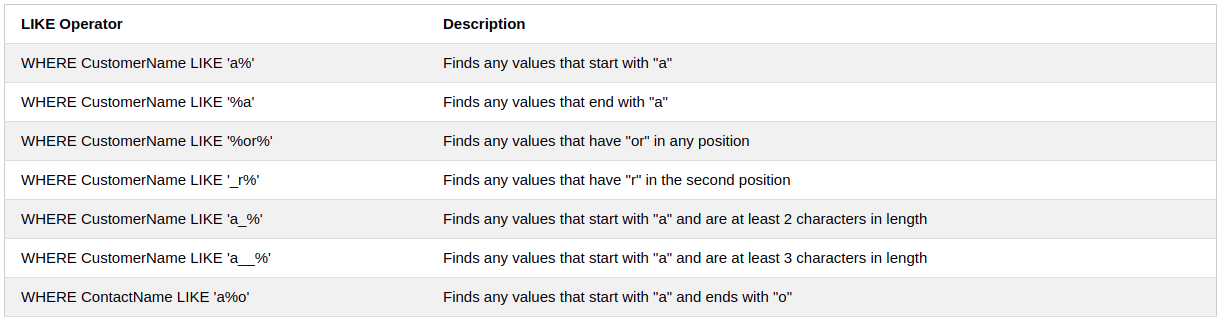 LIKE Operator Description
WHERE CustomerName LIKE 'a%' Finds any values that start with "a"
WHERE CustomerName LIKE '%a' Finds any values that end with "a"
WHERE CustomerName LIKE '%or%' Finds any values that have "or" in any position
WHERE CustomerName LIKE '_r%' Finds any values that have "r" in the second position
WHERE CustomerName LIKE 'a_%' Finds any values that start with "a" and are at least 2 characters in length
WHERE CustomerName LIKE 'a__%' Finds any values that start with "a" and are at least 3 characters in length
WHERE ContactName LIKE 'a%o' Finds any values that start with "a" and ends with "o"